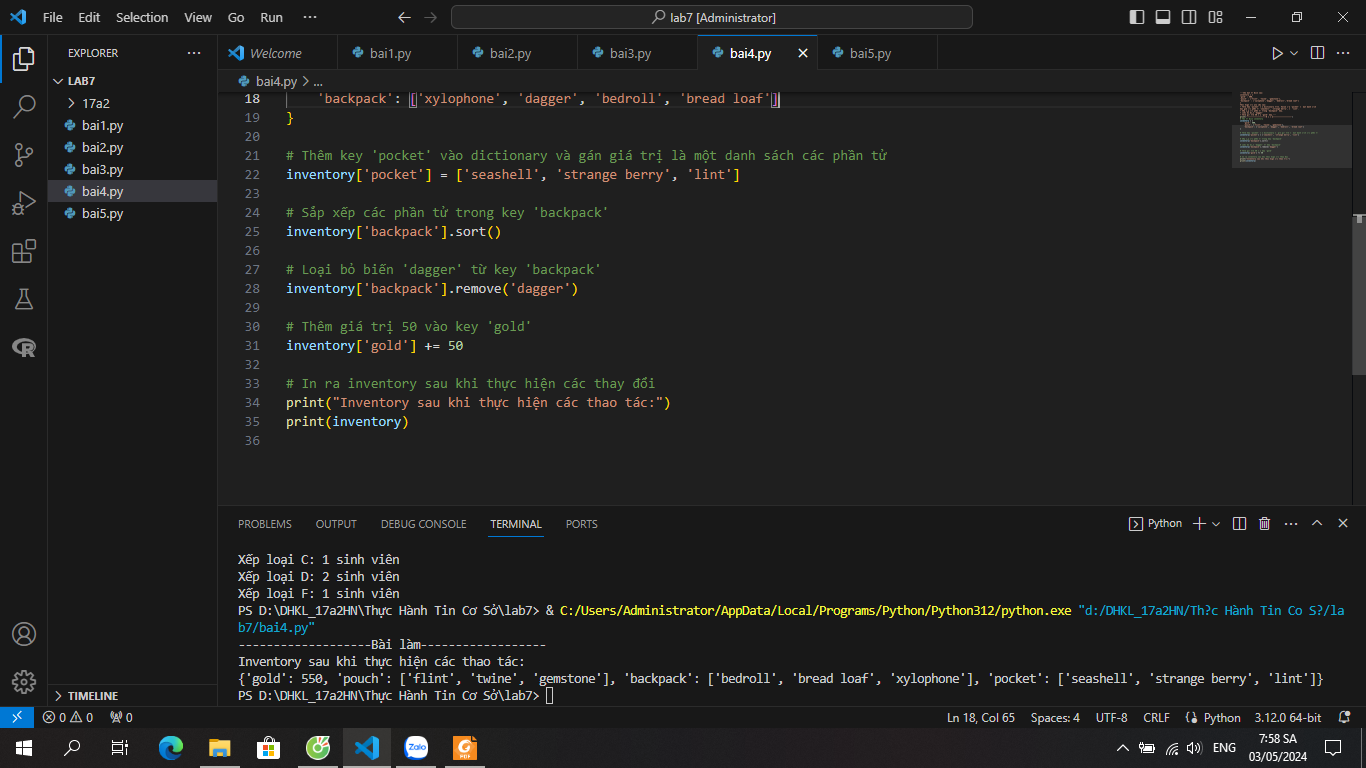 File Edit Selection View Go Run ··· lab7 [Administrator]
EXPLORER ···
Welcome bai1.py bai2.py bai3.py bai4.py bai5.py
LAB7
17a2
bai1.py
bai2.py
bai3.py
bai4.py
bai5.py
TIMELINE
bai4.py > ...
18 'backpack': ['xylophone', 'dagger', 'bedroll', 'bread loaf']
19 }
20
21 # Thêm key 'pocket' vào dictionary và gán giá trị là một danh sách các phần tử
22 inventory['pocket'] = ['seashell', 'strange berry', 'lint']
23
24 # Sắp xếp các phần tử trong key 'backpack'
25 inventory['backpack'].sort()
26
27 # Loại bỏ biến 'dagger' từ key 'backpack'
28 inventory['backpack'].remove('dagger')
29
30 # Thêm giá trị 50 vào key 'gold'
31 inventory['gold'] += 50
32
33 # In ra inventory sau khi thực hiện các thay đổi
34 print("Inventory sau khi thực hiện các thao tác:")
35 print(inventory)
36
PROBLEMS OUTPUT DEBUG CONSOLE TERMINAL PORTS Python
Xếp loại C: 1 sinh viên
Xếp loại D: 2 sinh viên
Xếp loại F: 1 sinh viên
PS D:\DHKL_17a2HN\Thực Hành Tin Cơ Sở\lab7> & C:/Users/Administrator/AppData/Local/Programs/Python/Python312/python.exe "d:/DHKL_17a2HN/Th?c Hành Tin Co S?/la
b7/bai4.py"
-------------------Bài làm------------------
Inventory sau khi thực hiện các thao tác:
{'gold': 550, 'pouch': ['flint', 'twine', 'gemstone'], 'backpack': ['bedroll', 'bread loaf', 'xylophone'], 'pocket': ['seashell', 'strange berry', 'lint']}
PS D:\DHKL_17a2HN\Thực Hành Tin Cơ Sở\lab7>
0 0 0 Ln 18, Col 65 Spaces: 4 UTF-8 CRLF Python 3.12.0 64-bit
Zalo PDF ENG 7:58 SA
03/05/2024